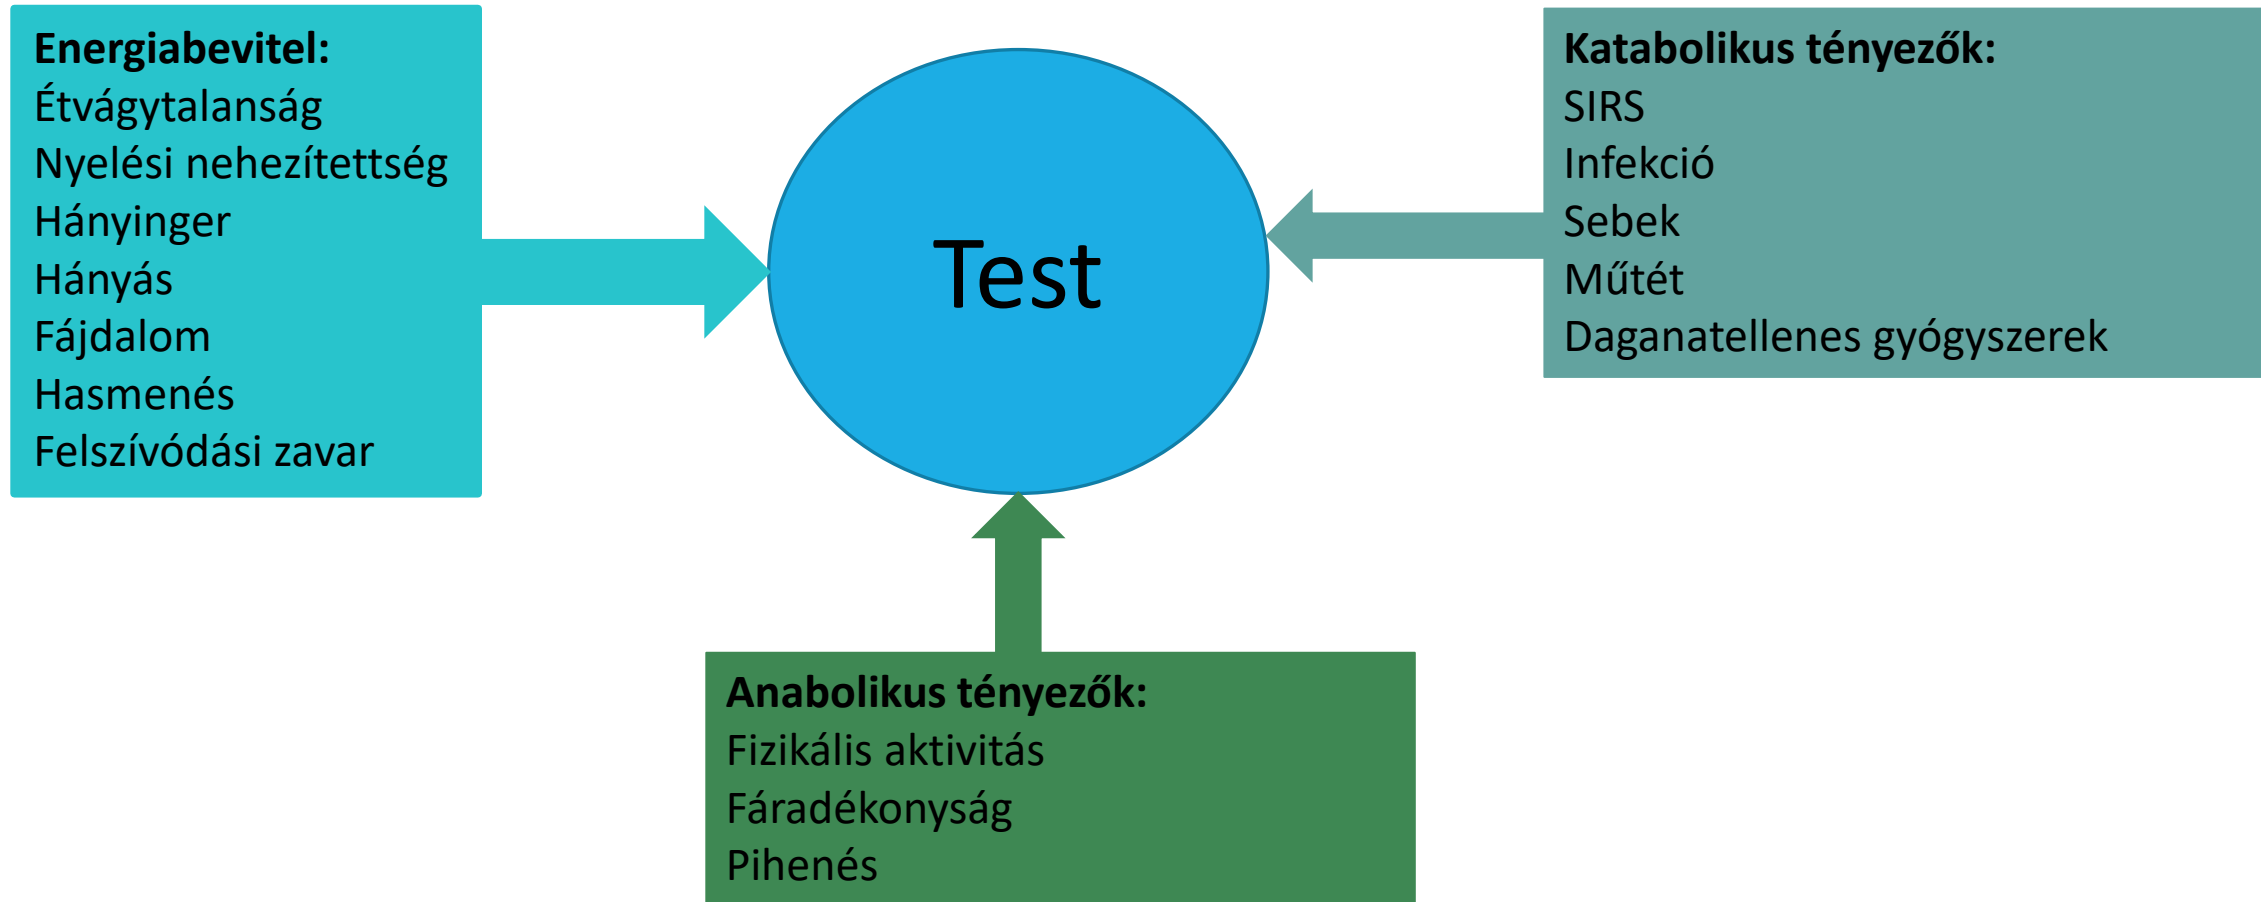 Energiabevitel:
Étvágytalanság
Nyelési nehezítettség
Hányinger
Hányás
Fájdalom
Hasmenés
Felszívódási zavar
Test
Katabolikus tényezők:
SIRS
Infekció
Sebek
Műtét
Daganatellenes gyógyszerek
Anabolikus tényezők:
Fizikális aktivitás
Fáradékonyság
Pihenés